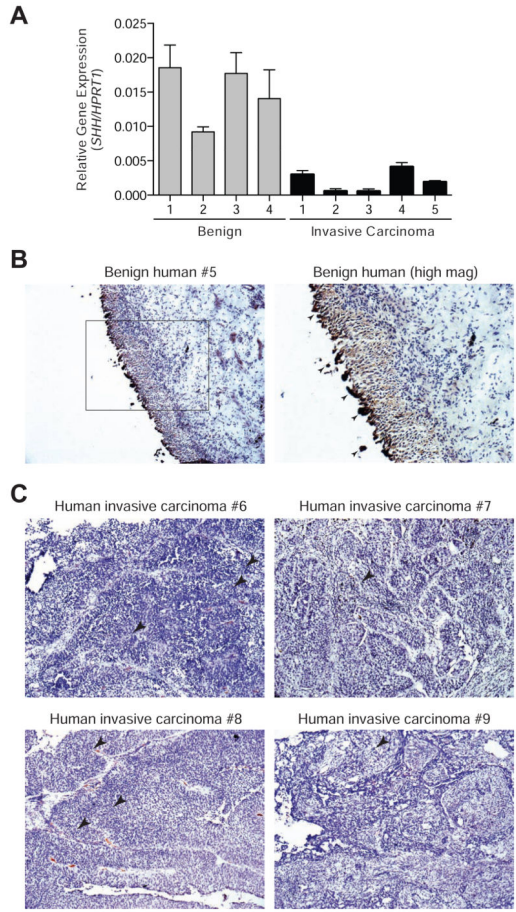 A
Relative Gene Expression
(SHH/HPRT1)
0.025
0.020
0.015
0.010
0.005
0.000
1 2 3 4 1 2 3 4 5
Benign Invasive Carcinoma
B
Benign human #5 Benign human (high mag)
C
Human invasive carcinoma #6 Human invasive carcinoma #7
Human invasive carcinoma #8 Human invasive carcinoma #9